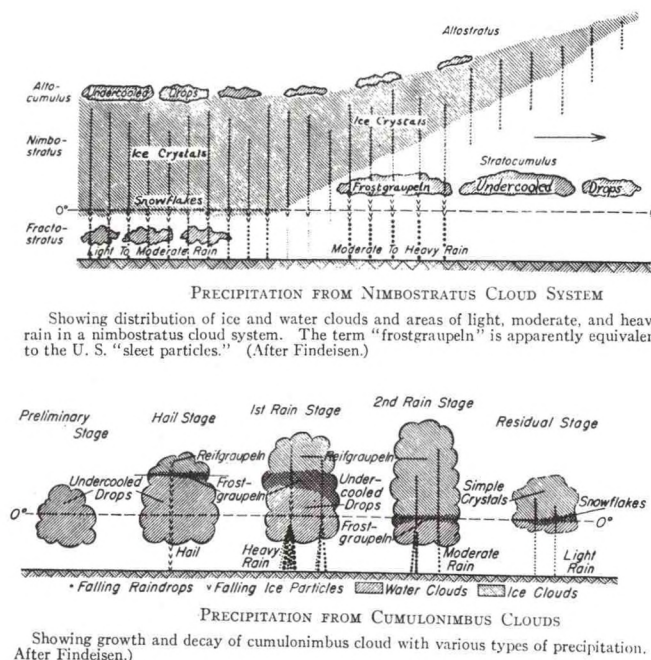 Altostratus
Alto-
cumulus
Undercooled Drops
Ice Crystals
Nimbo-
stratus
Ice Crystals
Stratocumulus
Frostgraupeln Undercooled Drops
Snowflakes
0°
Fracto-
stratus
Light To Moderate Rain
Moderate To Heavy Rain
PRECIPITATION FROM NIMBOSTRATUS CLOUD SYSTEM
Showing distribution of ice and water clouds and areas of light, moderate, and heav
rain in a nimbostratus cloud system. The term "frostgraupeln" is apparently equivale
to the U. S. "sleet particles." (After Findeisen.)
Preliminary
Stage
Hail Stage
1st Rain Stage
2nd Rain Stage
Residual Stage
Reifgraupeln
Reifgraupeln
Undercooled
Drops
Frost-
graupeln
Under-
cooled
Drops
Simple
Crystals
Snowflakes
0°
Frost-
graupeln
0°
Hail
Heavy
Rain
Moderate
Rain
Light
Rain
• Falling Raindrops v Falling Ice Particles Water Clouds Ice Clouds
PRECIPITATION FROM CUMULONIMBUS CLOUDS
Showing growth and decay of cumulonimbus cloud with various types of precipitation.
After Findeisen.)